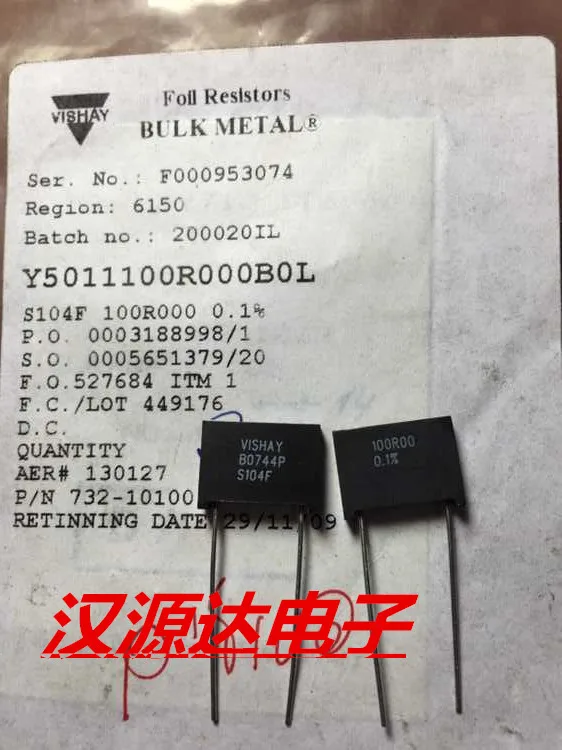 VISHAY
Foil Resistors
BULK METAL®
Ser. No.: F000953074
Region: 6150
Batch no.: 200020IL
Y5011100R000B0L
S104F 100R000 0.1%
P.O. 0003188998/1
S.O. 0005651379/20
F.O.527684 ITM 1
F.C./LOT 449176
D.C.
QUANTITY
AER# 130127
P/N 732-10100
RETINNING DATE 29/11/09
VISHAY
B0744P
S104F
100R00
0.1%
汉源达电子